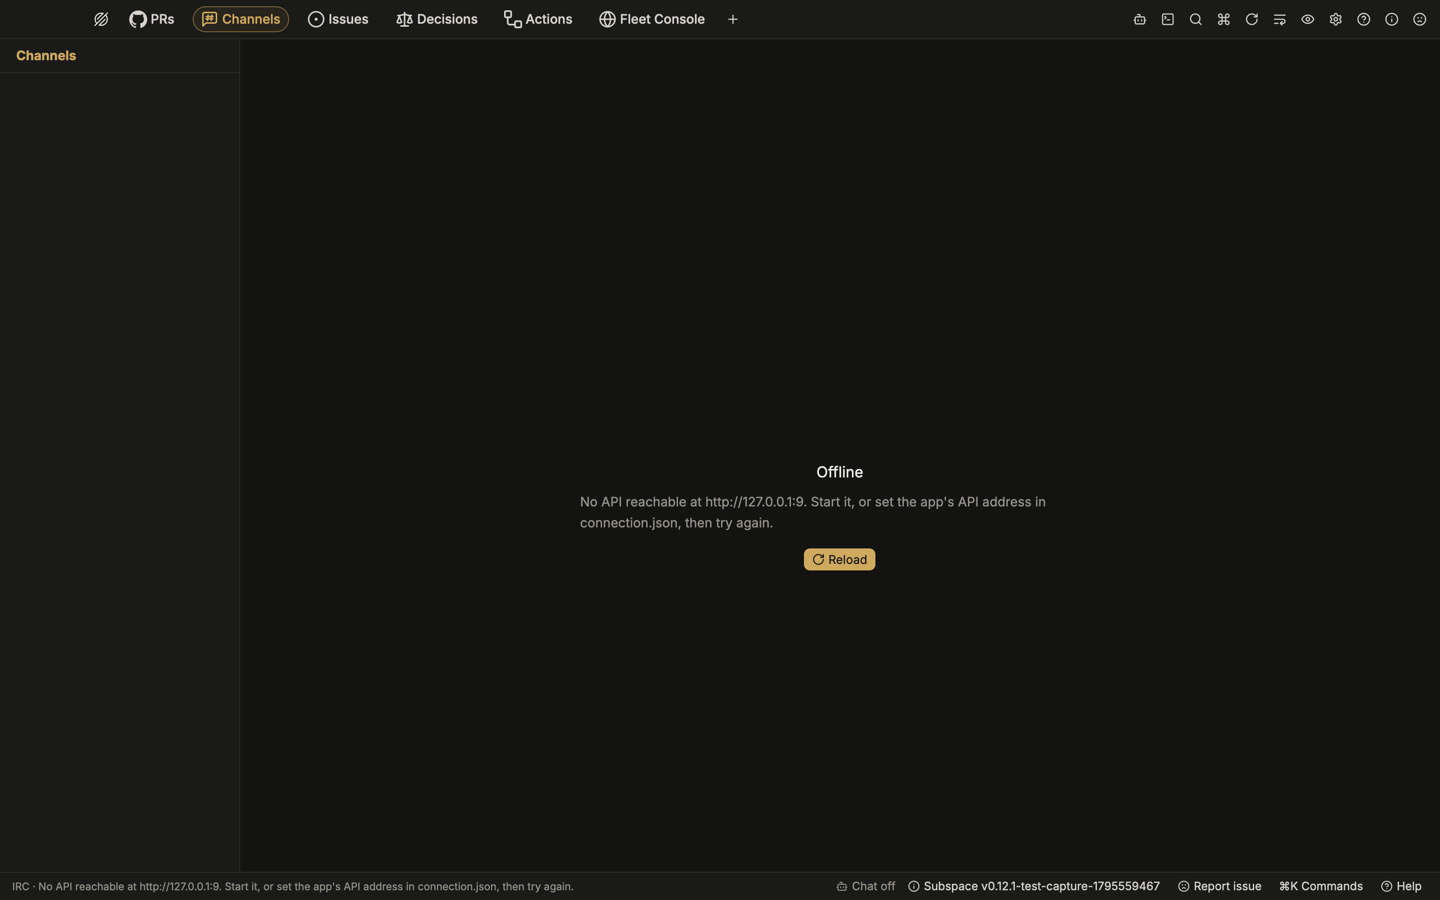 PRs Channels Issues Decisions Actions Fleet Console
Channels
Offline
No API reachable at http://127.0.0.1:9. Start it, or set the app's API address in
connection.json, then try again.
Reload
IRC · No API reachable at http://127.0.0.1:9. Start it, or set the app's API address in connection.json, then try again. Chat off Subspace v0.12.1-test-capture-1795559467 Report issue ⌘K Commands Help